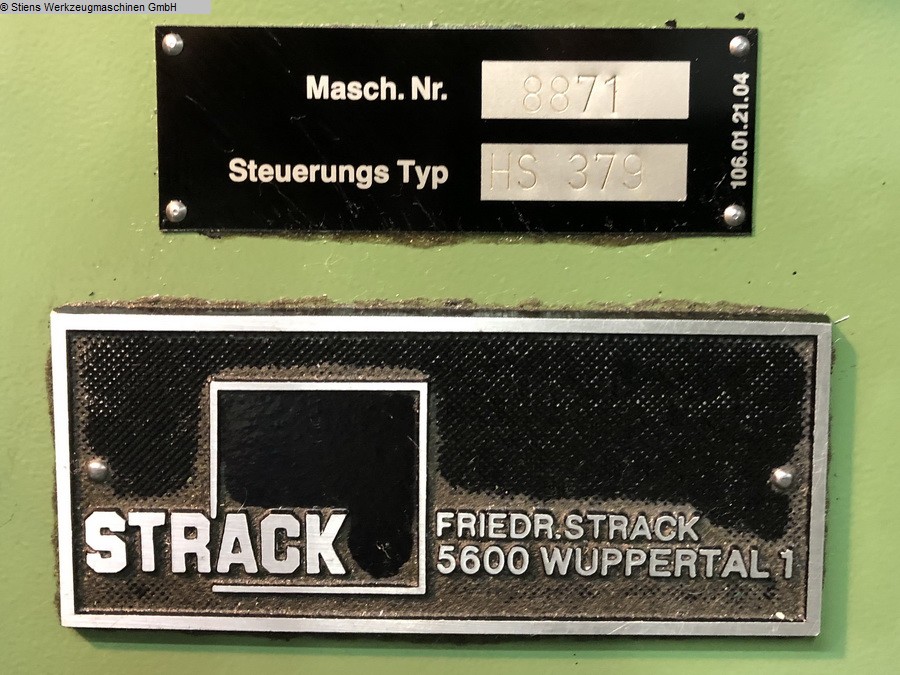 © Stiens Werkzeugmaschinen GmbH
Masch. Nr. 8871
Steuerungs Typ HS 379
106.01.21.04
STRACK
FRIEDR.STRACK
5600 WUPPERTAL 1